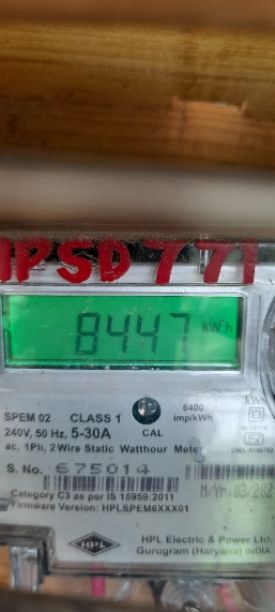 HPSD771
8447 kWh
SPEM 02 CLASS 1 6400 imp/kWh
240V, 50 Hz, 5-30A CAL
ac, 1Ph, 2 Wire Static Watthour Meter
S. No. 675014
Category C3 as per IS 15959:2011
Firmware Version: HPLSPEM6XXX01
HPL
HPL Electric & Power Ltd.
Gurugram (Haryana) INDIA
kWh